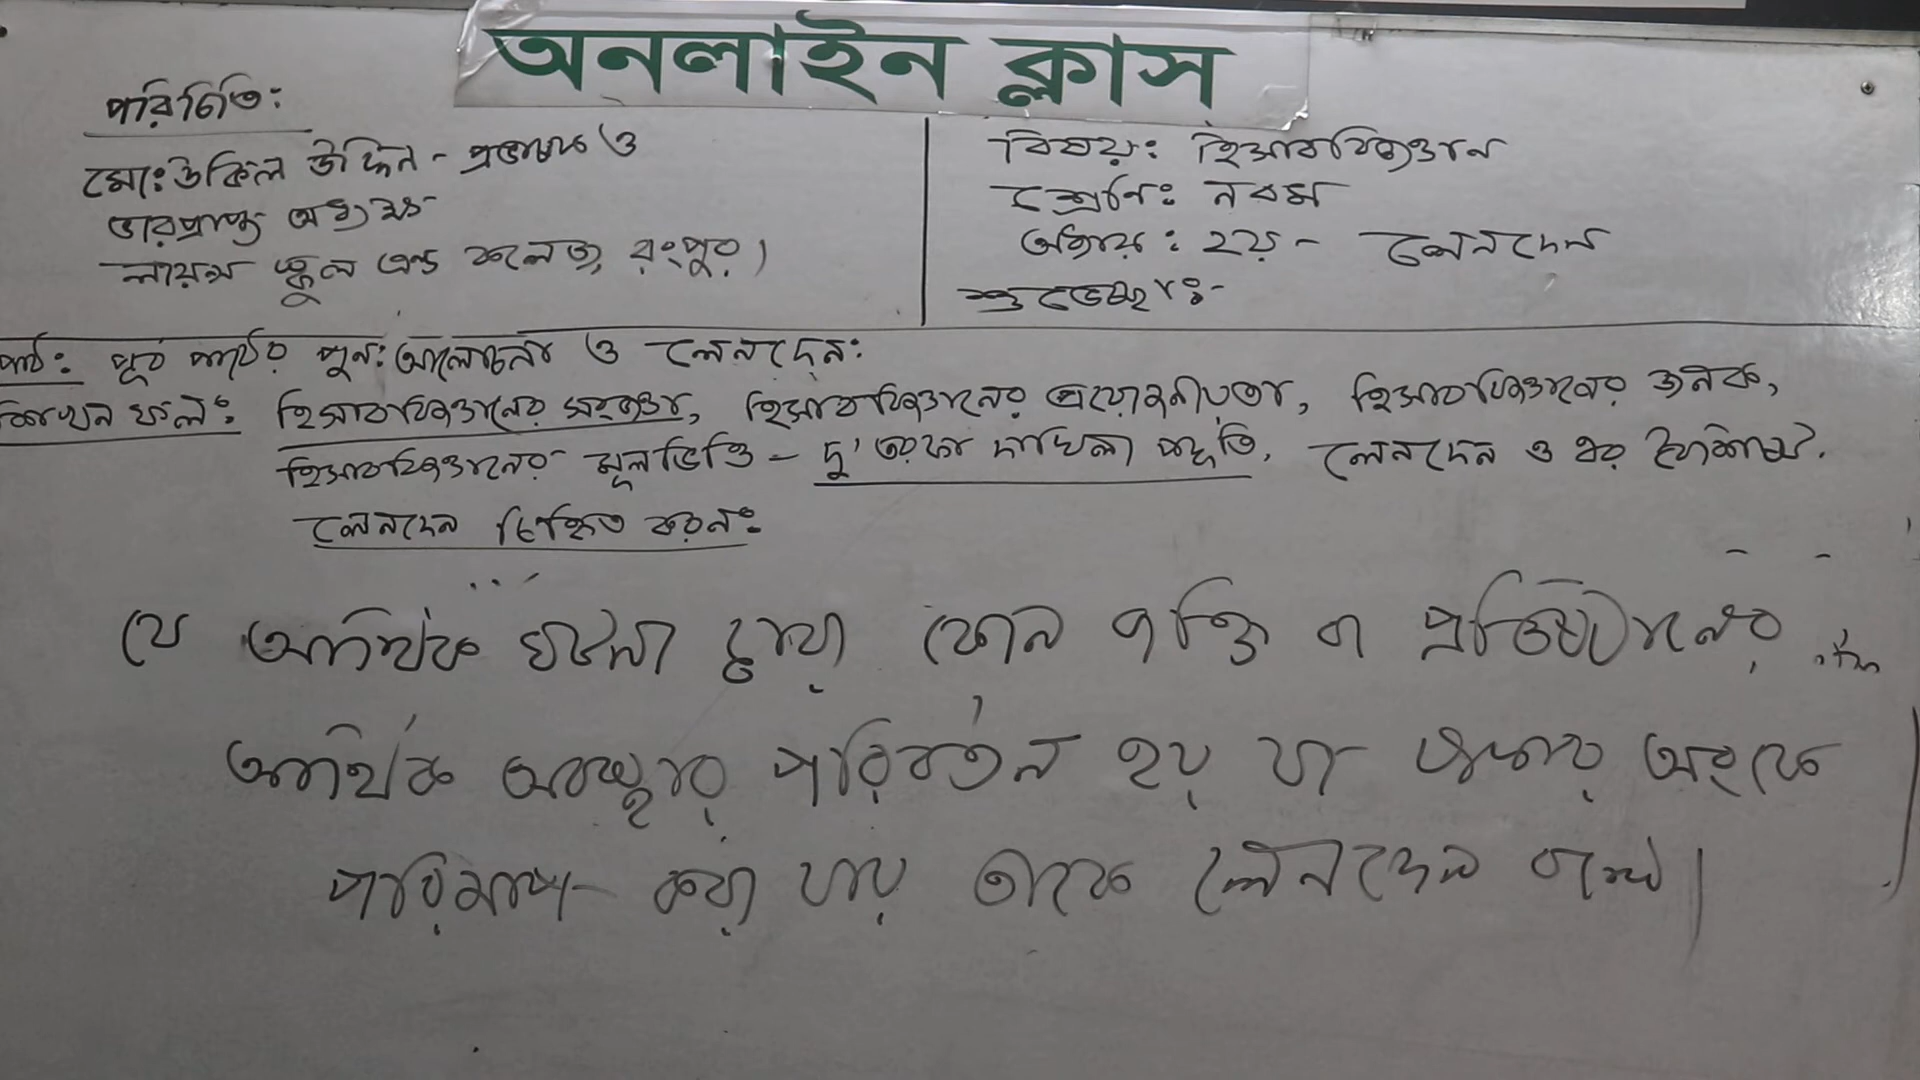 অনলাইন ক্লাস
পরিচিতি:
মো: উকিল উদ্দিন - প্রভাষক ও
ভারপ্রাপ্ত অধ্যক্ষ
লায়ন্স স্কুল এন্ড কলেজ, রংপুর।
বিষয়: হিসাববিজ্ঞান
শ্রেণি: নবম
অধ্যায়: ২য় - লেনদেন
শুভেচ্ছা:-
পাঠ: পূর্ব পাঠের পুন: আলোচনা ও লেনদেন:
শিখন ফল: হিসাববিজ্ঞানের সংজ্ঞা, হিসাববিজ্ঞানের প্রয়োজনীয়তা, হিসাববিজ্ঞানের জনক,
হিসাববিজ্ঞানের মূলভিত্তি - দু'তরফা দাখিলা পদ্ধতি, লেনদেন ও এর বৈশিষ্ট্য.
লেনদেন চিহ্নিত করন:
যে আর্থিক ঘটনা দ্বারা কোন ব্যক্তি বা প্রতিষ্ঠানের
আর্থিক অবস্থার পরিবর্তন হয় যা টাকার অংকে
পরিমাপ করা যায় তাকে লেনদেন বলে।